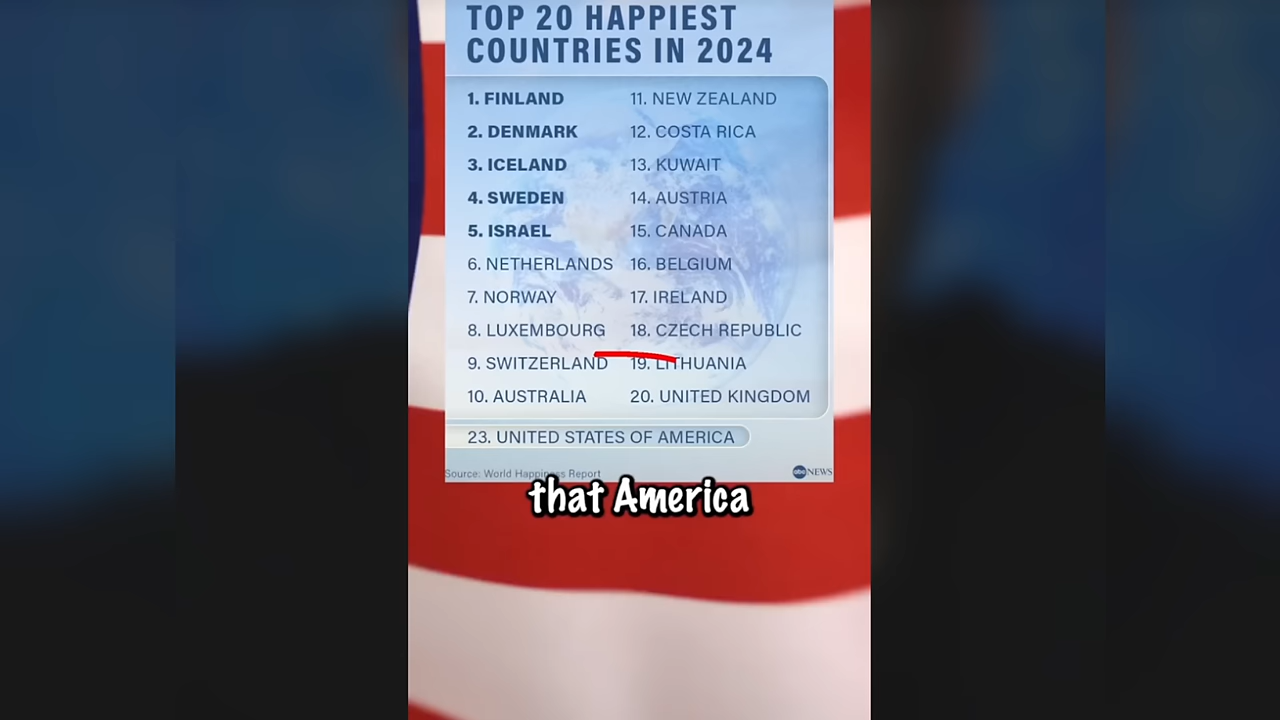 TOP 20 HAPPIEST
COUNTRIES IN 2024
1. FINLAND
2. DENMARK
3. ICELAND
4. SWEDEN
5. ISRAEL
6. NETHERLANDS
7. NORWAY
8. LUXEMBOURG
9. SWITZERLAND
10. AUSTRALIA
11. NEW ZEALAND
12. COSTA RICA
13. KUWAIT
14. AUSTRIA
15. CANADA
16. BELGIUM
17. IRELAND
18. CZECH REPUBLIC
19. LITHUANIA
20. UNITED KINGDOM
23. UNITED STATES OF AMERICA
Source: World Happiness Report
abc NEWS
that America